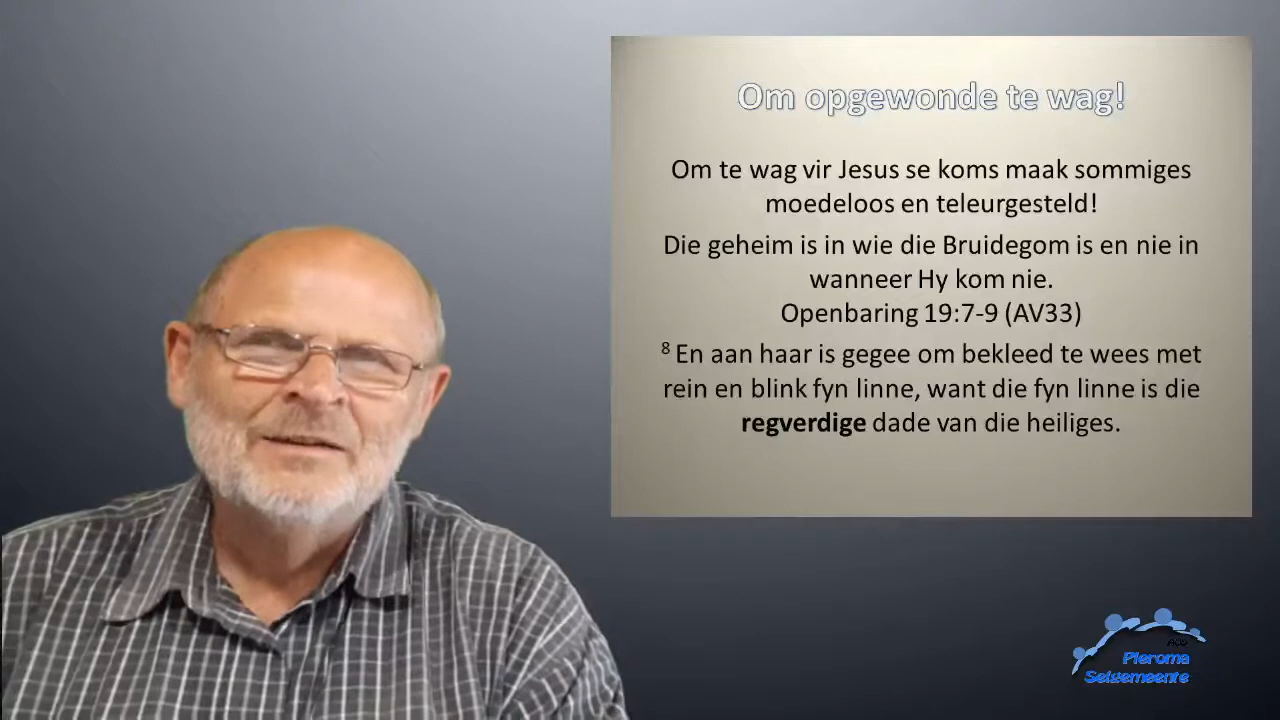 Om opgewonde te wag!
Om te wag vir Jesus se koms maak sommiges
moedeloos en teleurgesteld!
Die geheim is in wie die Bruidegom is en nie in
wanneer Hy kom nie.
Openbaring 19:7-9 (AV33)
8 En aan haar is gegee om bekleed te wees met
rein en blink fyn linne, want die fyn linne is die
regverdige dade van die heiliges.
Pleroma
Selgemeente